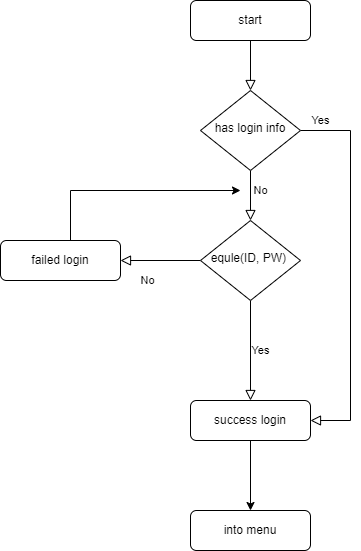 start
has login info
Yes
No
equle(ID, PW)
failed login
No
Yes
success login
into menu